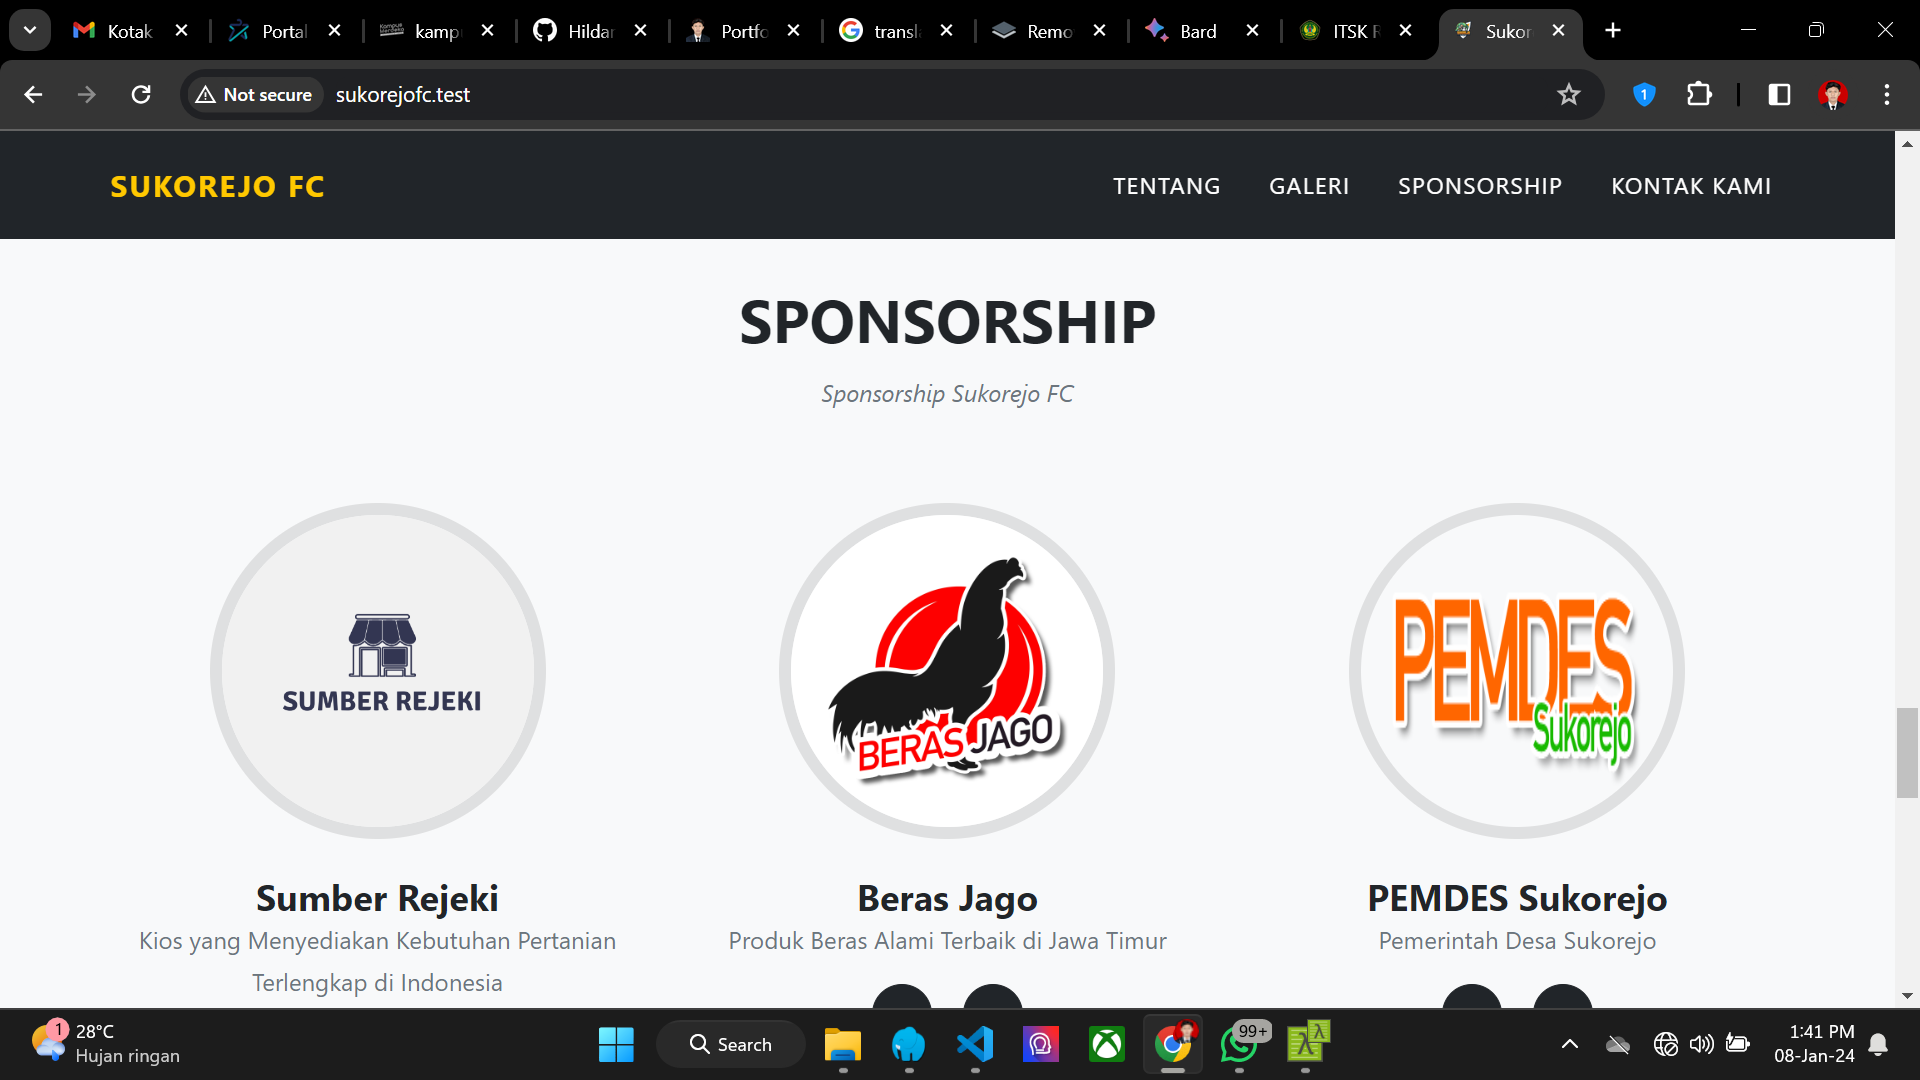 Kotak
Portal
kamp
Hildar
Portfo
transl
Remo
Bard
ITSK R
Sukor
Not secure
sukorejofc.test
1
SUKOREJO FC
TENTANG
GALERI
SPONSORSHIP
KONTAK KAMI
SPONSORSHIP
Sponsorship Sukorejo FC
SUMBER REJEKI
BERAS JAGO
PEMDES
Sukorejo
Sumber Rejeki
Beras Jago
PEMDES Sukorejo
Kios yang Menyediakan Kebutuhan Pertanian
Terlengkap di Indonesia
Produk Beras Alami Terbaik di Jawa Timur
Pemerintah Desa Sukorejo
1
28°C
Hujan ringan
Search
99+
1:41 PM
08-Jan-24